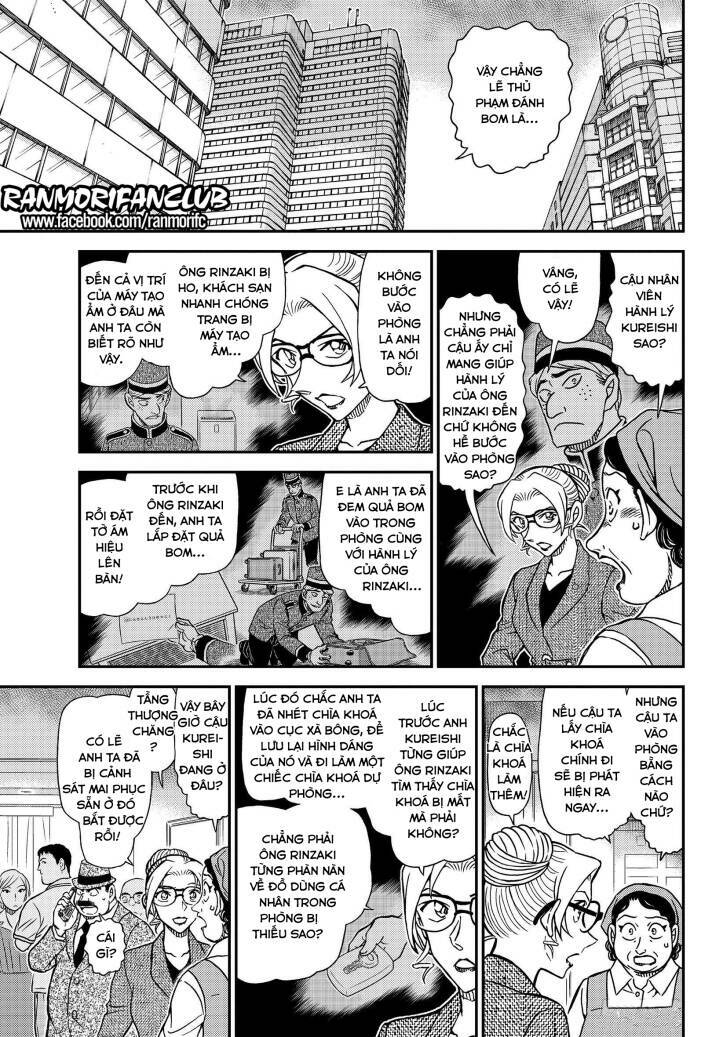 VẬY CHẲNG
LẼ THỦ
PHẠM ĐÁNH
BOM LÀ...
RANMORIFANCLUB
www.facebook.com/ranmorifc
CẬU NHÂN
VIÊN
HÀNH LÝ
KUREISHI
SAO?
VÂNG,
CÓ LẼ
VẬY!
NHƯNG
CHẲNG PHẢI
CẬU ẤY CHỈ
MANG GIÚP
HÀNH LÝ
CỦA ÔNG
RINZAKI ĐẾN
CHỨ KHÔNG
HỀ BƯỚC
VÀO PHÒNG
SAO?
KHÔNG
BƯỚC
VÀO
PHÒNG LÀ
ANH TA
NÓI
DỐI!
ÔNG
RINZAKI BỊ
HO, KHÁCH SẠN
NHANH CHÓNG
TRANG BỊ
MÁY TẠO
ẨM...
ĐẾN CẢ VỊ TRÍ
CỦA MÁY TẠO
ẨM Ở ĐÂU MÀ
ANH TA CÒN
BIẾT RÕ NHƯ
VẬY.
E LÀ ANH TA ĐÃ
ĐEM QUẢ BOM
VÀO TRONG
PHÒNG CÙNG
VỚI HÀNH LÝ
CỦA ÔNG
RINZAKI...
TRƯỚC KHI
ÔNG RINZAKI
ĐẾN, ANH TA
LẮP ĐẶT QUẢ
BOM...
RỒI ĐẶT
TỜ ÁM
HIỆU
LÊN
BÀN!
NHƯNG
CẬU TA
VÀO
PHÒNG
BẰNG
CÁCH
NÀO
CHỨ?
NẾU CẬU TA
LẤY CHÌA
KHOÁ
CHÍNH ĐI
SẼ BỊ PHÁT
HIỆN RA
NGAY...
CHẮC
LÀ CHÌA
KHOÁ
LÀM
THÊM!
LÚC
TRƯỚC ANH
KUREISHI
TỪNG GIÚP
ÔNG RINZAKI
TÌM THẤY CHÌA
KHOÁ BỊ MẤT
MÀ PHẢI
KHÔNG?
LÚC ĐÓ CHẮC ANH TA
ĐÃ NHÉT CHÌA KHOÁ
VÀO CỤC XÀ BÔNG, ĐỂ
LƯU LẠI HÌNH DÁNG
CỦA NÓ VÀ ĐI LÀM MỘT
CHIẾC CHÌA KHOÁ DỰ
PHÒNG...
CHẲNG PHẢI
ÔNG RINZAKI
TỪNG PHÀN NÀN
VỀ ĐỒ DÙNG CÁ
NHÂN TRONG
PHÒNG BỊ
THIẾU SAO?
VẬY BÂY
GIỜ CẬU
KUREI-
SHI
ĐANG Ở
ĐÂU?
TẦNG
THƯỢNG
CHĂNG?
CÓ LẼ
ANH TA
ĐÃ BỊ CẢNH
SÁT MAI PHỤC
SẴN Ở ĐÓ
BẮT ĐƯỢC
RỒI!
CÁI
GÌ?